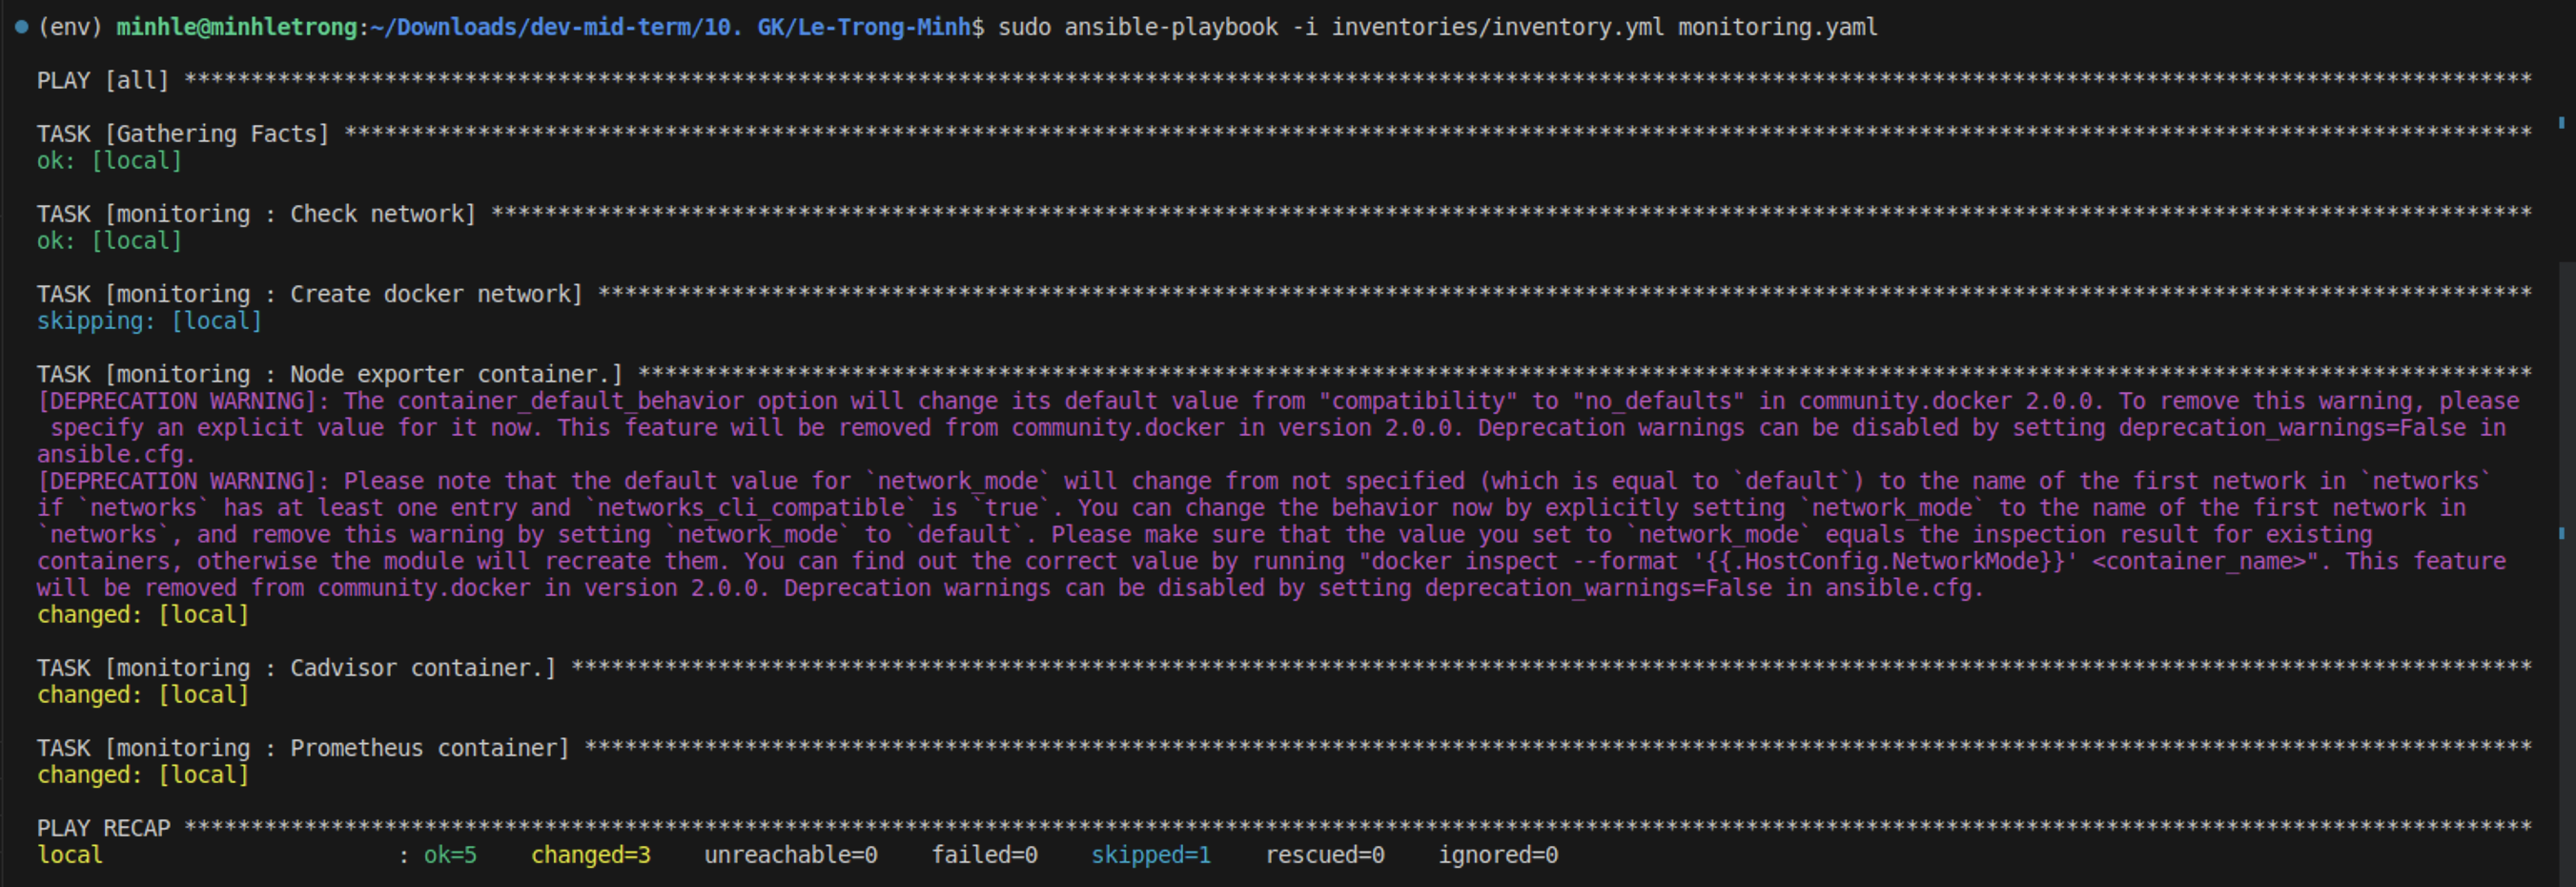 (env) minhle@minhletrong:~/Downloads/dev-mid-term/10. GK/Le-Trong-Minh$ sudo ansible-playbook -i inventories/inventory.yml monitoring.yaml
PLAY [all] ********************************************************************************************************************************************************************************
TASK [Gathering Facts] ********************************************************************************************************************************************************************
ok: [local]
TASK [monitoring : Check network] *********************************************************************************************************************************************************
ok: [local]
TASK [monitoring : Create docker network] *************************************************************************************************************************************************
skipping: [local]
TASK [monitoring : Node exporter container.] **********************************************************************************************************************************************
[DEPRECATION WARNING]: The container_default_behavior option will change its default value from "compatibility" to "no_defaults" in community.docker 2.0.0. To remove this warning, please
specify an explicit value for it now. This feature will be removed from community.docker in version 2.0.0. Deprecation warnings can be disabled by setting deprecation_warnings=False in
ansible.cfg.
[DEPRECATION WARNING]: Please note that the default value for `network_mode` will change from not specified (which is equal to `default`) to the name of the first network in `networks`
if `networks` has at least one entry and `networks_cli_compatible` is `true`. You can change the behavior now by explicitly setting `network_mode` to the name of the first network in
`networks`, and remove this warning by setting `network_mode` to `default`. Please make sure that the value you set to `network_mode` equals the inspection result for existing
containers, otherwise the module will recreate them. You can find out the correct value by running "docker inspect --format '{{.HostConfig.NetworkMode}}' <container_name>". This feature
will be removed from community.docker in version 2.0.0. Deprecation warnings can be disabled by setting deprecation_warnings=False in ansible.cfg.
changed: [local]
TASK [monitoring : Cadvisor container.] ***************************************************************************************************************************************************
changed: [local]
TASK [monitoring : Prometheus container] **************************************************************************************************************************************************
changed: [local]
PLAY RECAP ********************************************************************************************************************************************************************************
local                      : ok=5    changed=3    unreachable=0    failed=0    skipped=1    rescued=0    ignored=0